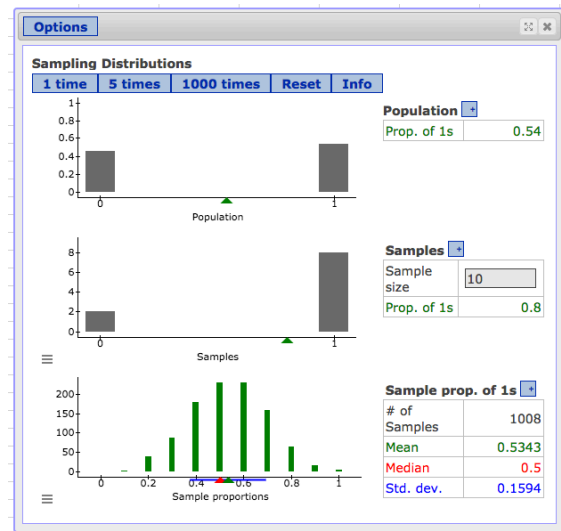 Options
Sampling Distributions
1 time 5 times 1000 times Reset Info
1
0.8
0.6
0.4
0.2
0
0 1
Population
Population +
Prop. of 1s 0.54
8
6
4
2
0
0 1
Samples
Samples +
Sample size 10
Prop. of 1s 0.8
200
150
100
50
0
0 0.2 0.4 0.6 0.8 1
Sample proportions
Sample prop. of 1s +
# of Samples 1008
Mean 0.5343
Median 0.5
Std. dev. 0.1594